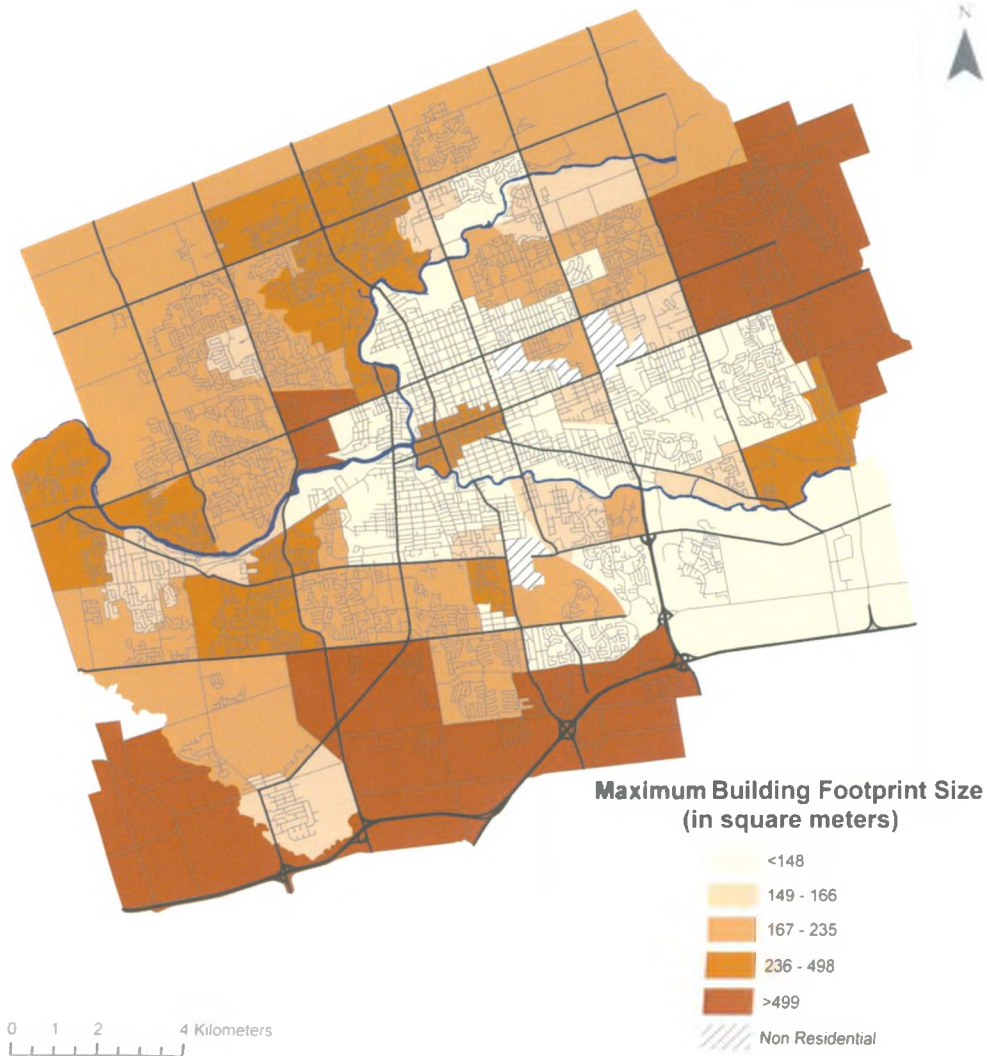 N
Maximum Building Footprint Size
(in square meters)
<148
149 - 166
167 - 235
236 - 498
>499
Non Residential
0 1 2 4 Kilometers